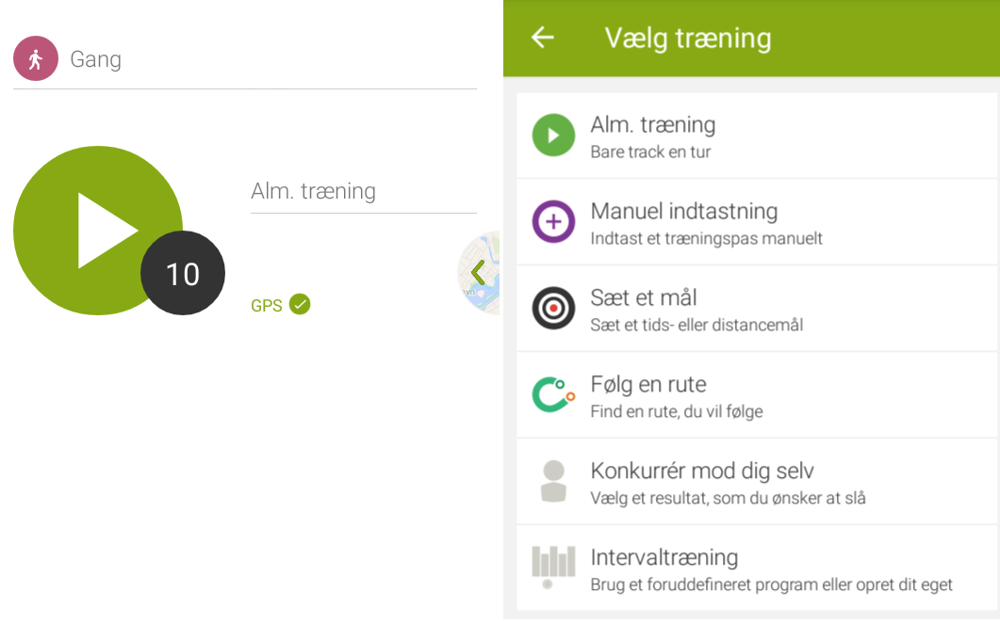 Gang
10
Alm. træning
GPS
Vælg træning
Alm. træning
Bare track en tur
Manuel indtastning
Indtast et træningspas manuelt
Sæt et mål
Sæt et tids- eller distancemål
Følg en rute
Find en rute, du vil følge
Konkurrér mod dig selv
Vælg et resultat, som du ønsker at slå
Intervaltræning
Brug et foruddefineret program eller opret dit eget